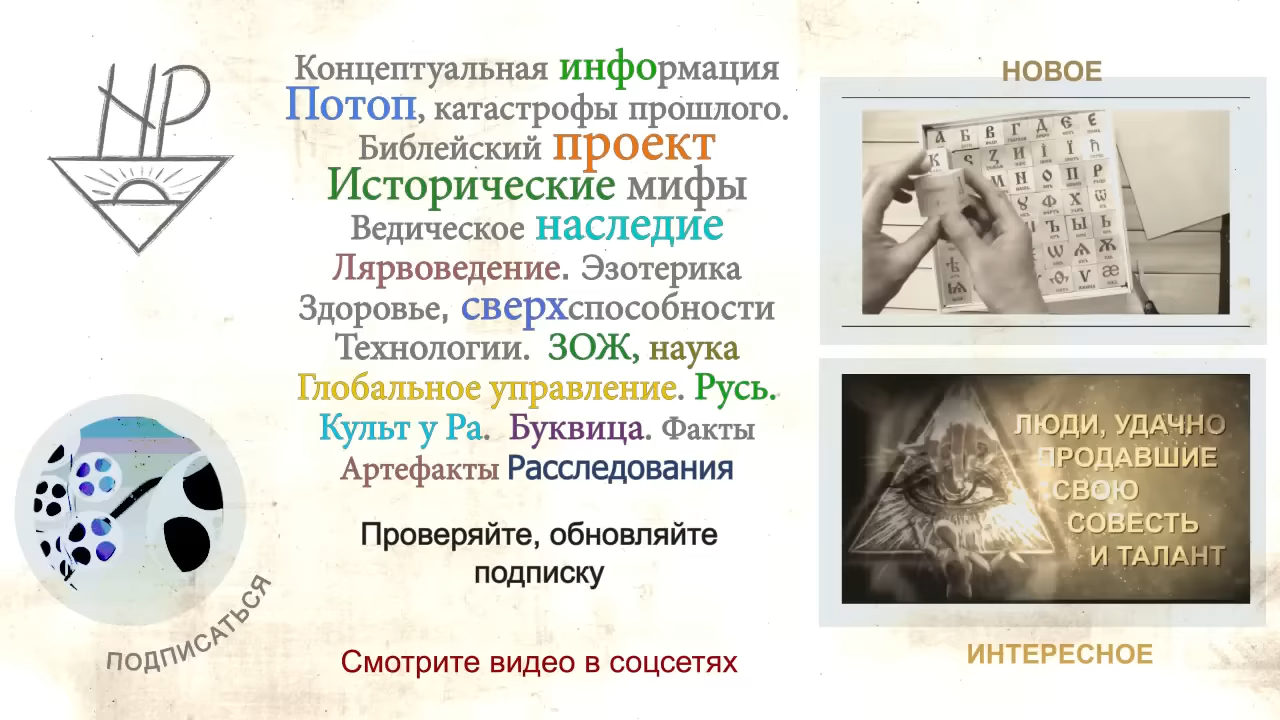 НР
Концептуальная информация
Потоп, катастрофы прошлого.
Библейский проект
Исторические мифы
Ведическое наследие
Лярвоведение. Эзотерика
Здоровье, сверхспособности
Технологии. ЗОЖ, наука
Глобальное управление. Русь.
Культ у Ра. Буквица. Факты
Артефакты Расследования
Проверяйте, обновляйте
подписку
Смотрите видео в соцсетях
ПОДПИСАТЬСЯ
НОВОЕ
А Б В Г Д Є Е
К
И І Ї Ћ
Н О П Р
Ф Х Ѿ
Ъ Ы Ь
ЛЮДИ, УДАЧНО
ПРОДАВШИЕ
СВОЮ
СОВЕСТЬ
И ТАЛАНТ
ИНТЕРЕСНОЕ